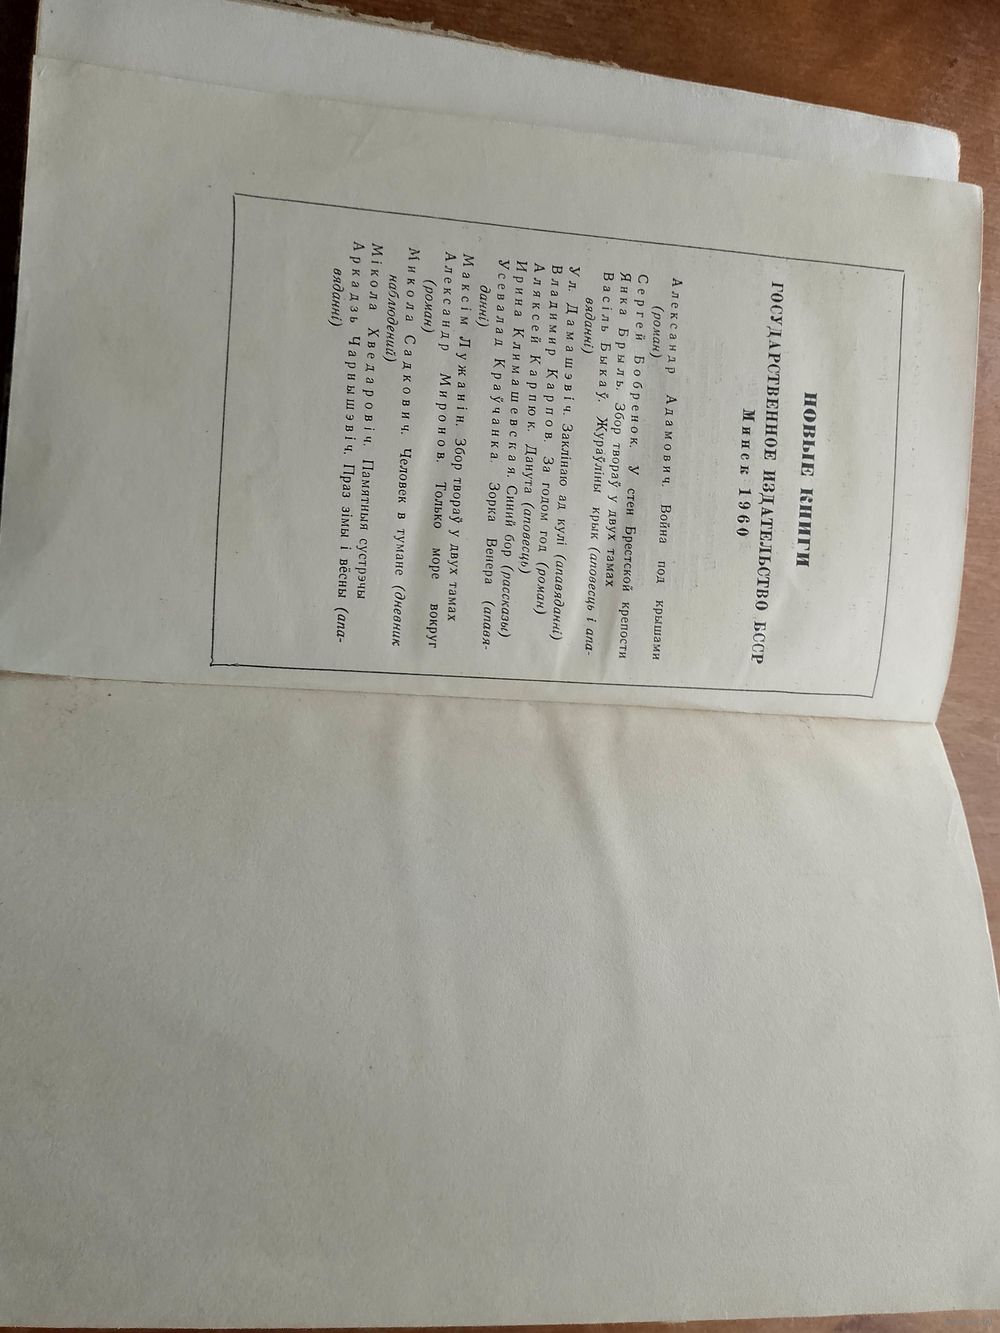 НОВЫЕ КНИГИ
ГОСУДАРСТВЕННОЕ ИЗДАТЕЛЬСТВО БССР
Минск 1960
Александр Адамович. Война под крышами
(роман)
Сергей Бобренок. У стен Брестской крепости
Янка Брыль. Збор твораў у двух тамах
Васіль Быкаў. Жураўліны крык (аповесць і апа-
вяданні)
Ул. Дамашэвіч. Заклінаю ад кулі (апавяданні)
Владимир Карпов. За годом год (роман)
Аляксей Карпюк. Данута (аповесць)
Ирина Климашевская. Синий бор (рассказы)
Усевалад Краўчанка. Зорка Венера (апавя-
данні)
Максім Лужанін. Збор твораў у двух тамах
Александр Миронов. Только море вокруг
(роман)
Микола Садкович. Человек в тумане (дневник
наблюдений)
Мікола Хведаровіч. Памятныя сустрэчы
Аркадзь Чарнышэвіч. Праз зімы і вёсны (апа-
вяданні)